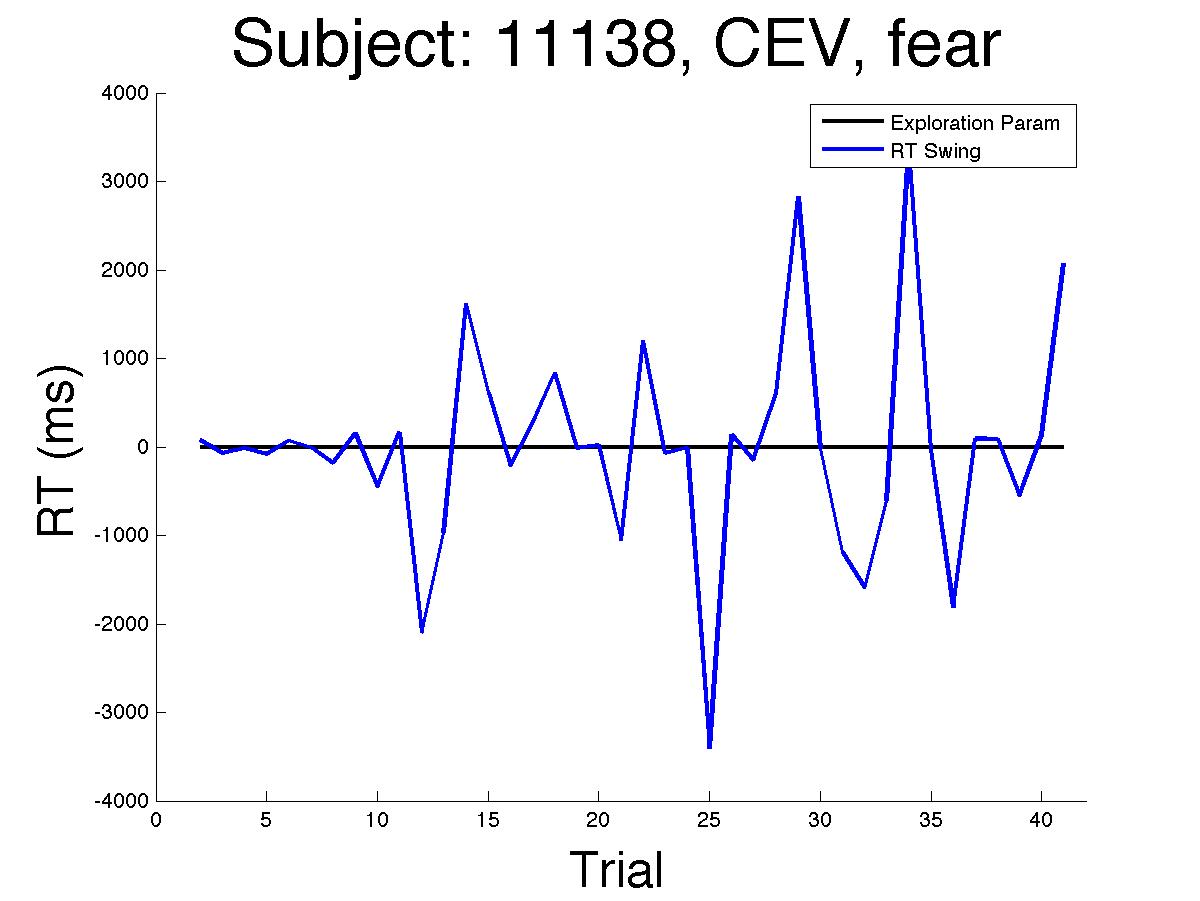 Subject: 11138, CEV, fear
4000
3000
2000
1000
0
-1000
-2000
-3000
-4000
RT (ms)
Exploration Param
RT Swing
0 5 10 15 20 25 30 35 40
Trial